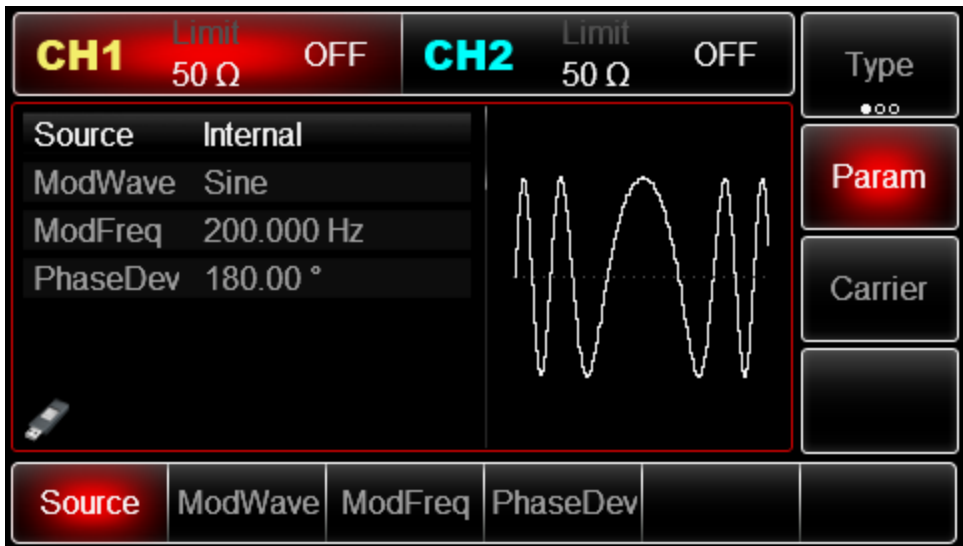 CH1 Limit 50 Ω OFF CH2 Limit 50 Ω OFF
Type
Source Internal
ModWave Sine
ModFreq 200.000 Hz
PhaseDev 180.00 °
Param
Carrier
Source ModWave ModFreq PhaseDev